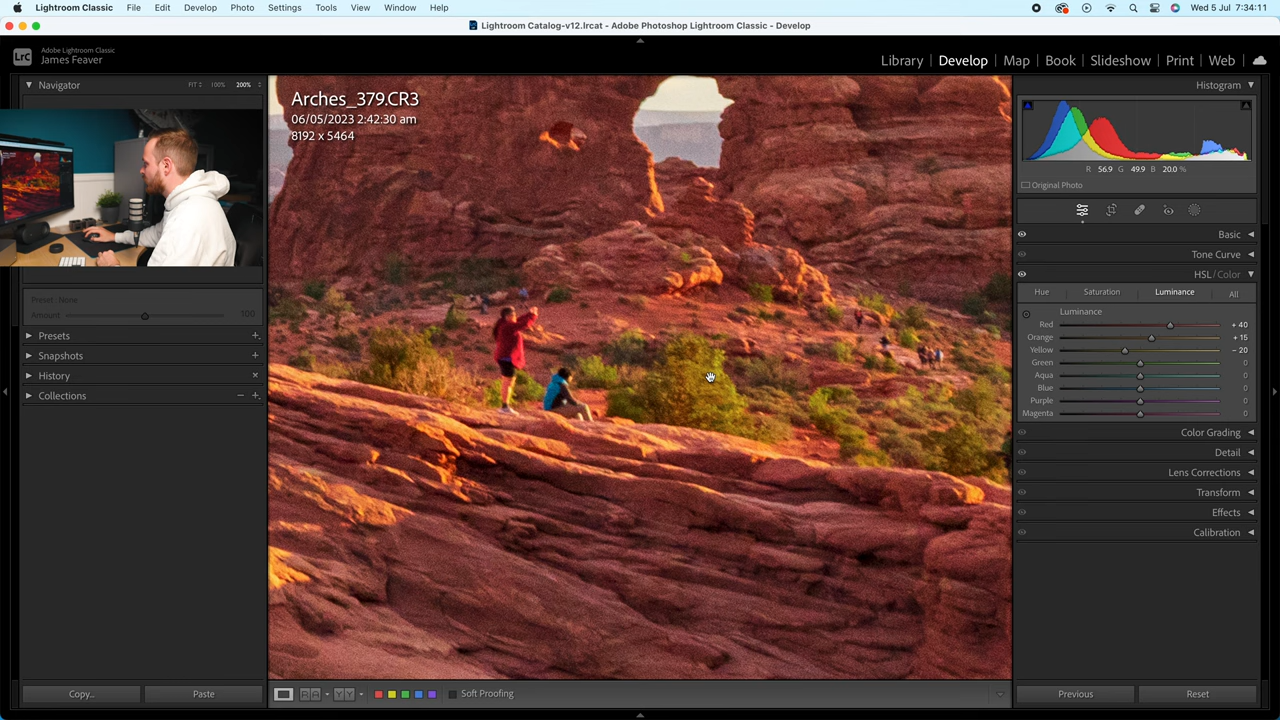 Lightroom Classic File Edit Develop Photo Settings Tools View Window Help Wed 5 Jul 7:34:11
Lightroom Catalog-v12.lrcat - Adobe Photoshop Lightroom Classic - Develop
LrC Adobe Lightroom Classic
James Feaver
Library | Develop | Map | Book | Slideshow | Print | Web
Navigator FIT 100% 200%
Histogram
Arches_379.CR3
06/05/2023 2:42:30 am
8192 x 5464
R 56.9 G 49.9 B 20.0 %
Original Photo
Basic
Tone Curve
HSL / Color
Hue Saturation Luminance All
Luminance
Red + 40
Orange + 15
Yellow - 20
Green 0
Aqua 0
Blue 0
Purple 0
Magenta 0
Color Grading
Detail
Lens Corrections
Transform
Effects
Calibration
Preset: None
Amount 100
Presets
Snapshots
History
Collections
Copy... Paste
Soft Proofing
Previous Reset